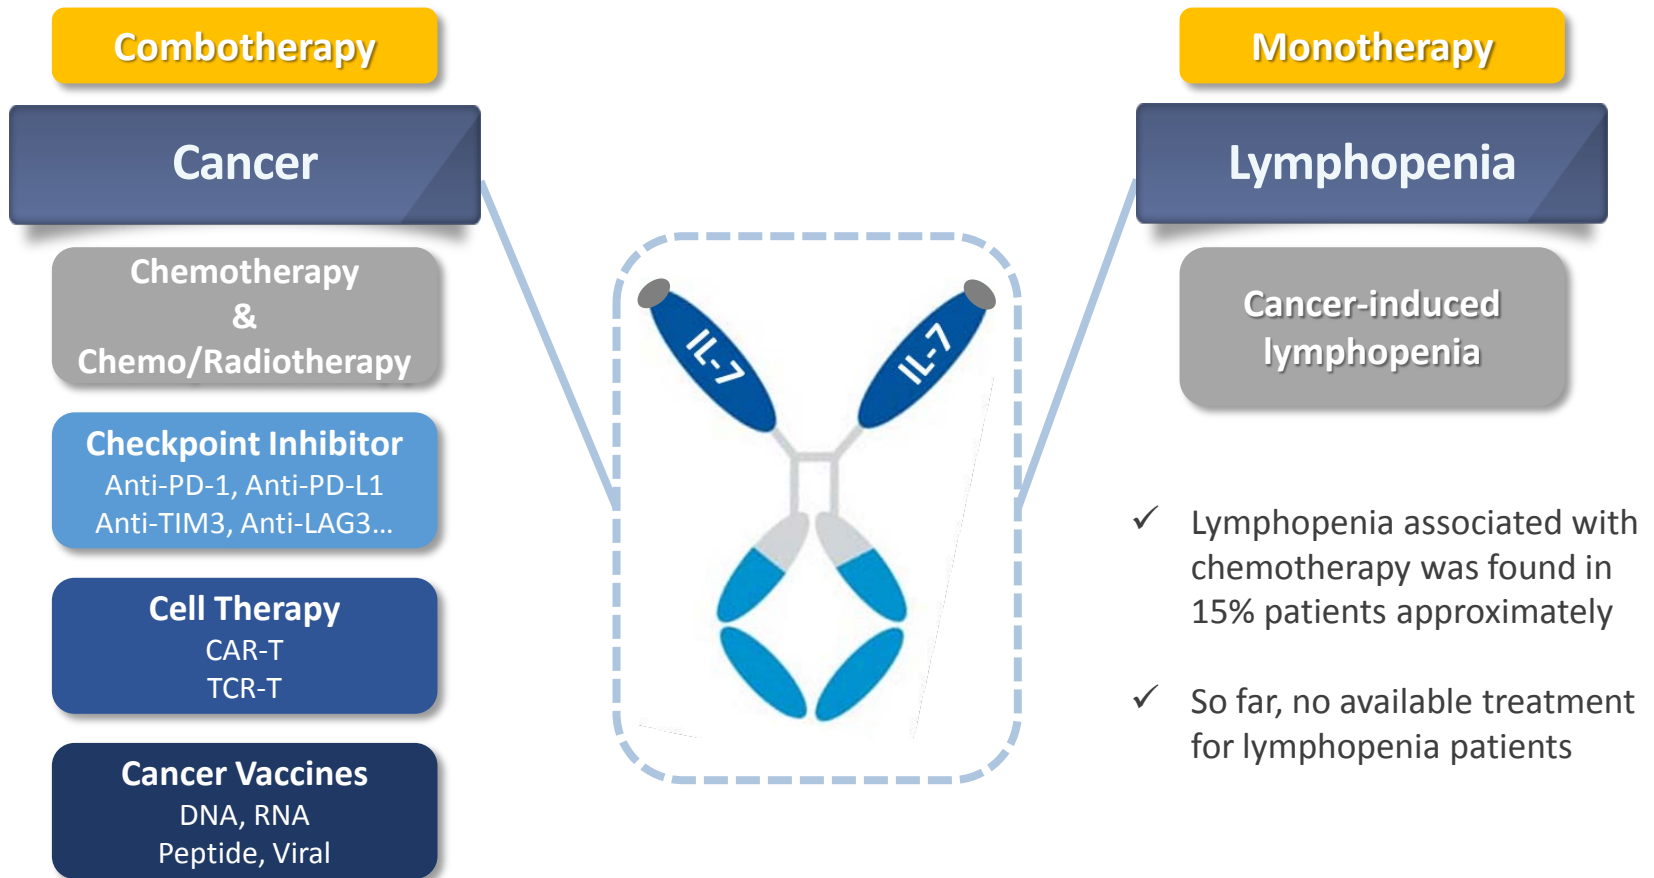 Combotherapy
Cancer
Chemotherapy
&
Chemo/Radiotherapy
Checkpoint Inhibitor
Anti-PD-1, Anti-PD-L1
Anti-TIM3, Anti-LAG3...
Cell Therapy
CAR-T
TCR-T
Cancer Vaccines
DNA, RNA
Peptide, Viral
IL-7
IL-7
Monotherapy
Lymphopenia
Cancer-induced
lymphopenia
✓ Lymphopenia associated with
chemotherapy was found in
15% patients approximately
✓ So far, no available treatment
for lymphopenia patients